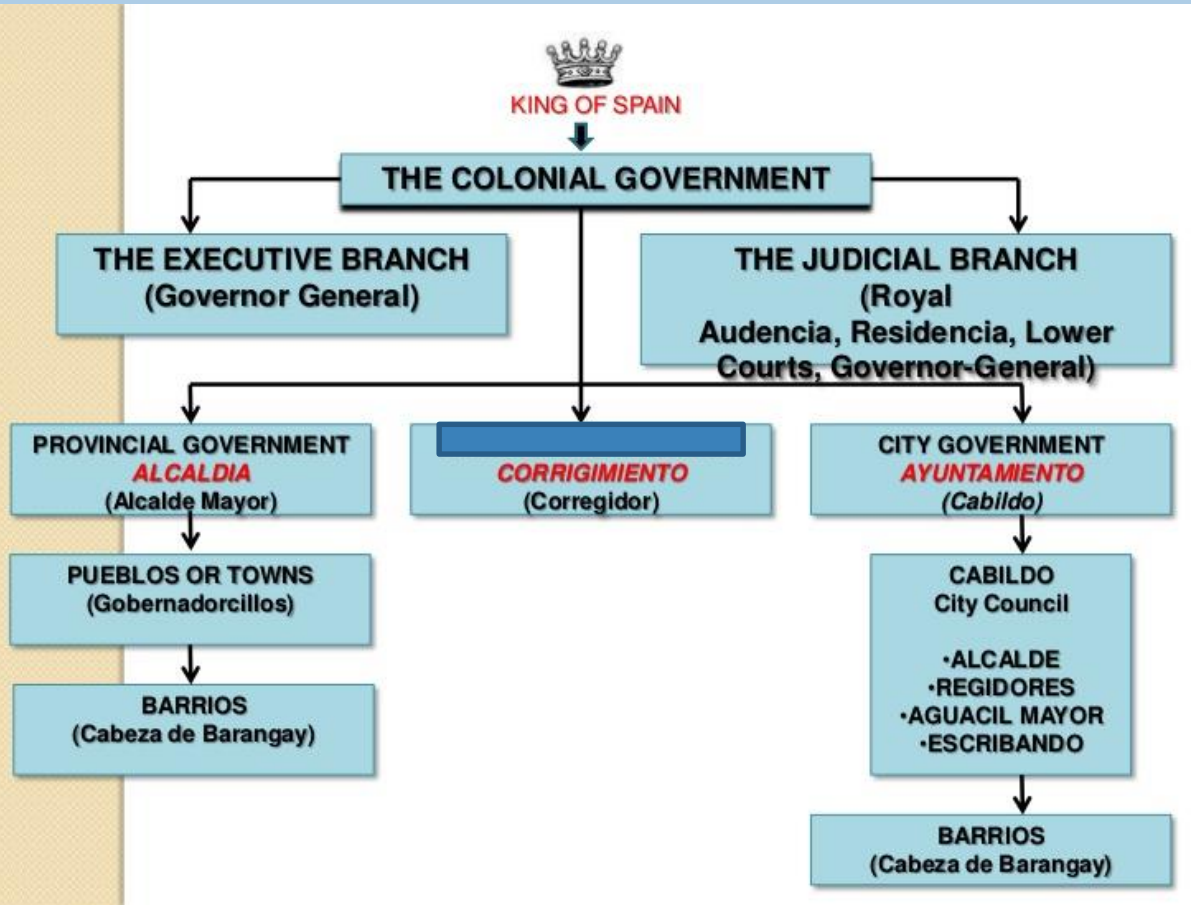 KING OF SPAIN
THE COLONIAL GOVERNMENT
THE EXECUTIVE BRANCH
(Governor General)
THE JUDICIAL BRANCH
(Royal
Audencia, Residencia, Lower
Courts, Governor-General)
PROVINCIAL GOVERNMENT
ALCALDIA
(Alcalde Mayor)
CORRIGIMIENTO
(Corregidor)
CITY GOVERNMENT
AYUNTAMIENTO
(Cabildo)
PUEBLOS OR TOWNS
(Gobernadorcillos)
BARRIOS
(Cabeza de Barangay)
CABILDO
City Council
•ALCALDE
•REGIDORES
•AGUACIL MAYOR
•ESCRIBANDO
BARRIOS
(Cabeza de Barangay)